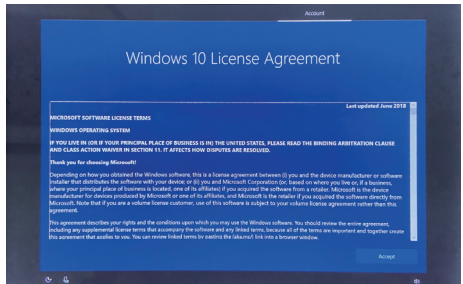 Account
Windows 10 License Agreement
Last updated June 2018
MICROSOFT SOFTWARE LICENSE TERMS
WINDOWS OPERATING SYSTEM
IF YOU LIVE IN (OR IF YOUR PRINCIPAL PLACE OF BUSINESS IS IN) THE UNITED STATES, PLEASE READ THE BINDING ARBITRATION CLAUSE
AND CLASS ACTION WAIVER IN SECTION 11. IT AFFECTS HOW DISPUTES ARE RESOLVED.
Thank you for choosing Microsoft!
Depending on how you obtained the Windows software, this is a license agreement between (i) you and the device manufacturer or software
installer that distributes the software with your device; or (ii) you and Microsoft Corporation (or, based on where you live or, if a business,
where your principal place of business is located, one of its affiliates) if you acquired the software from a retailer. Microsoft is the device
manufacturer for devices produced by Microsoft or one of its affiliates, and Microsoft is the retailer if you acquired the software directly from
Microsoft. Note that if you are a volume license customer, use of this software is subject to your volume license agreement rather than this
agreement.
This agreement describes your rights and the conditions upon which you may use the Windows software. You should review the entire agreement,
including any supplemental license terms that accompany the software and any linked terms, because all of the terms are important and together create
this agreement that applies to you. You can review linked terms by pasting the (aka.ms/) link into a browser window.
Accept